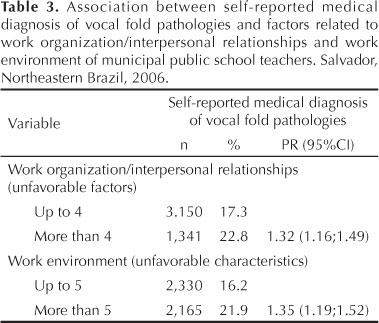 Table 3. Association between self-reported medical
diagnosis of vocal fold pathologies and factors related to
work organization/interpersonal relationships and work
environment of municipal public school teachers. Salvador,
Northeastern Brazil, 2006.
Variable
Self-reported medical diagnosis
of vocal fold pathologies
n % PR (95%CI)
Work organization/interpersonal relationships
(unfavorable factors)
Up to 4 3.150 17.3
More than 4 1,341 22.8 1.32 (1.16;1.49)
Work environment (unfavorable characteristics)
Up to 5 2,330 16.2
More than 5 2,165 21.9 1.35 (1.19;1.52)